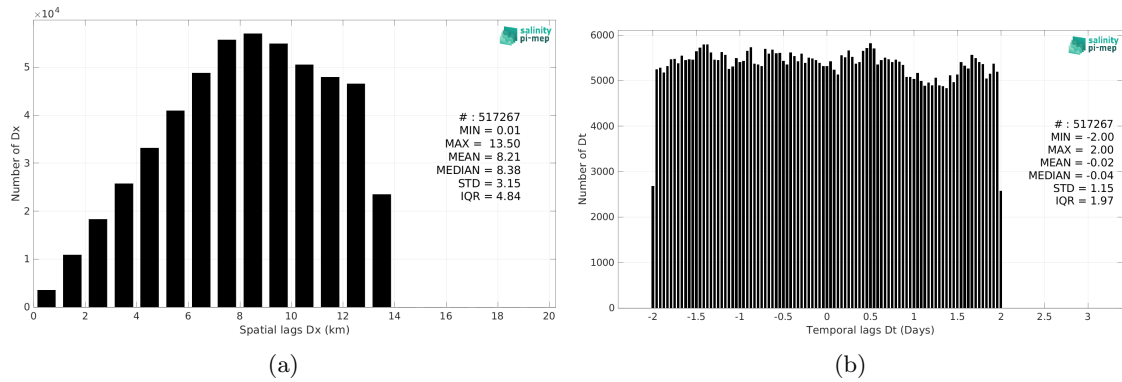 ×10⁴
5
4
3
2
1
0
Number of Dx
0 2 4 6 8 10 12 14 16 18 20
Spatial lags Dx (km)
salinity
pi-mep
# : 517267
MIN = 0.01
MAX = 13.50
MEAN = 8.21
MEDIAN = 8.38
STD = 3.15
IQR = 4.84
(a)
6000
5000
4000
3000
2000
1000
0
Number of Dt
-2 -1.5 -1 -0.5 0 0.5 1 1.5 2 2.5 3
Temporal lags Dt (Days)
salinity
pi-mep
# : 517267
MIN = -2.00
MAX = 2.00
MEAN = -0.02
MEDIAN = -0.04
STD = 1.15
IQR = 1.97
(b)